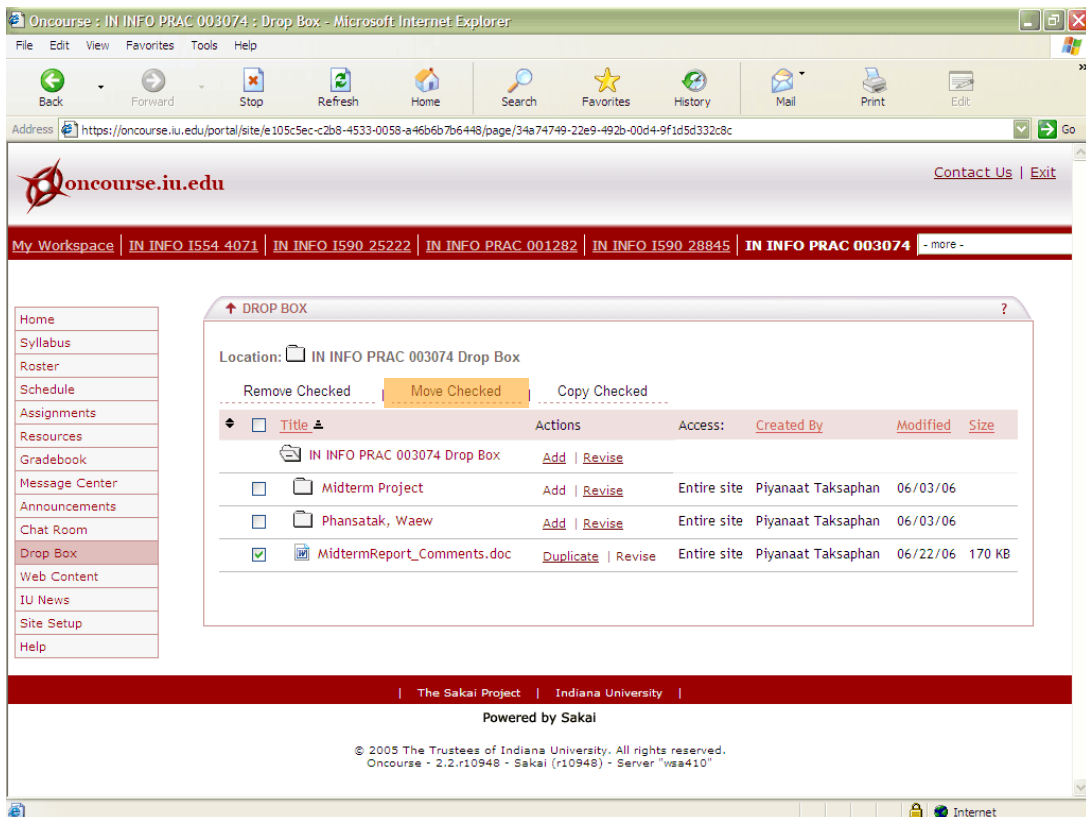 Oncourse : IN INFO PRAC 003074 : Drop Box - Microsoft Internet Explorer
File Edit View Favorites Tools Help
Back Forward Stop Refresh Home Search Favorites History Mail Print Edit
Address https://oncourse.iu.edu/portal/site/e105c5ec-c2b8-4533-0058-a46b6b7b6448/page/34a74749-22e9-492b-00d4-9f1d5d332c8c Go
oncourse.iu.edu
Contact Us | Exit
My Workspace | IN INFO I554 4071 | IN INFO I590 25222 | IN INFO PRAC 001282 | IN INFO I590 28845 | IN INFO PRAC 003074 - more -
Home
Syllabus
Roster
Schedule
Assignments
Resources
Gradebook
Message Center
Announcements
Chat Room
Drop Box
Web Content
IU News
Site Setup
Help
DROP BOX ?
Location: IN INFO PRAC 003074 Drop Box
Remove Checked | Move Checked | Copy Checked
Title Actions Access: Created By Modified Size
IN INFO PRAC 003074 Drop Box Add | Revise
Midterm Project Add | Revise Entire site Piyanaat Taksaphan 06/03/06
Phansatak, Waew Add | Revise Entire site Piyanaat Taksaphan 06/03/06
MidtermReport_Comments.doc Duplicate | Revise Entire site Piyanaat Taksaphan 06/22/06 170 KB
| The Sakai Project | Indiana University |
Powered by Sakai
© 2005 The Trustees of Indiana University. All rights reserved.
Oncourse - 2.2.r10948 - Sakai (r10948) - Server "wsa410"
Internet